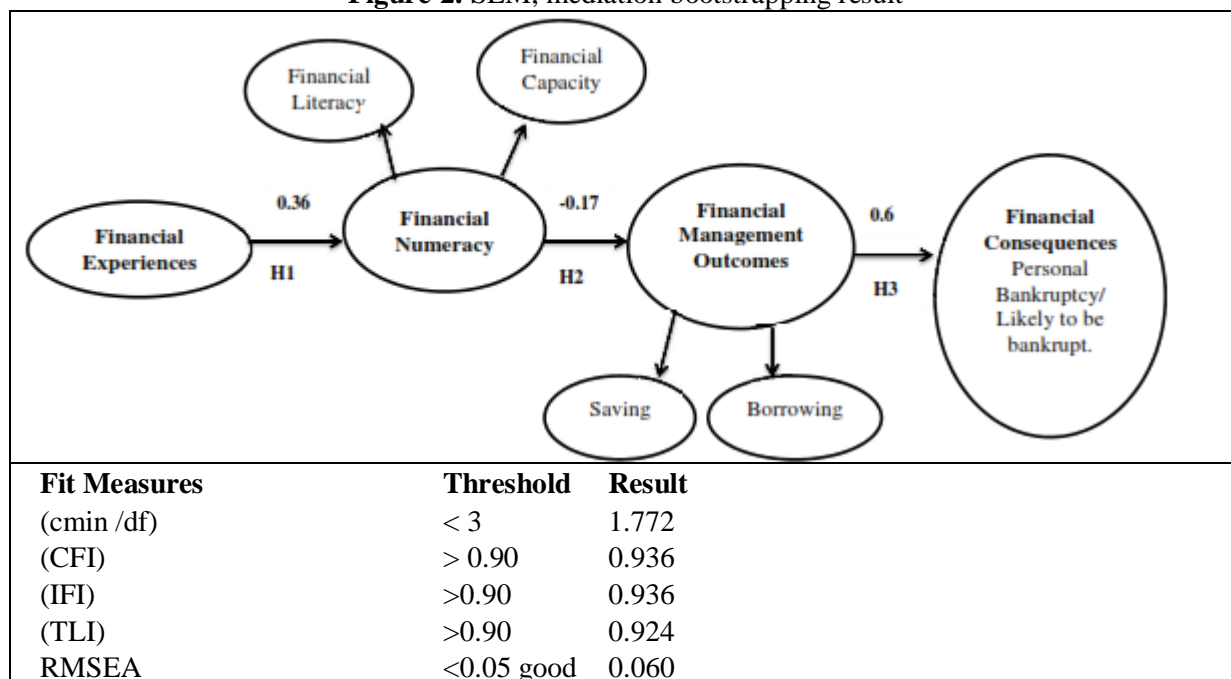 Figure 2. SEM, mediation bootstrapping result
Financial
Literacy
Financial
Capacity
0.36
-0.17
0.6
Financial
Experiences
Financial
Numeracy
Financial
Management
Outcomes
Financial
Consequences
Personal
Bankruptcy/
Likely to be
bankrupt.
H1
H2
H3
Saving
Borrowing
Fit Measures Threshold Result
(cmin /df) < 3 1.772
(CFI) > 0.90 0.936
(IFI) >0.90 0.936
(TLI) >0.90 0.924
RMSEA <0.05 good 0.060